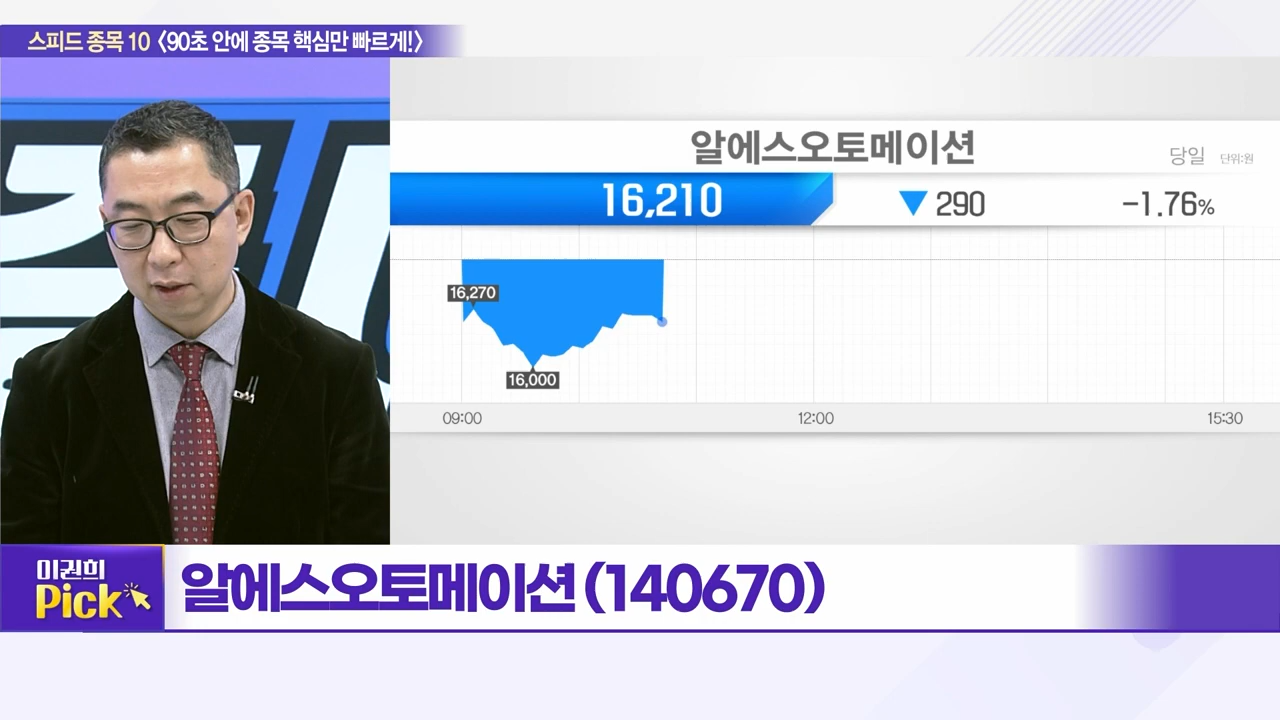 스피드 종목 10 〈90초 안에 종목 핵심만 빠르게!〉
알에스오토메이션
당일 단위:원
16,210 ▼ 290 -1.76%
16,270
16,000
09:00 12:00 15:30
이권희
Pick
알에스오토메이션(140670)